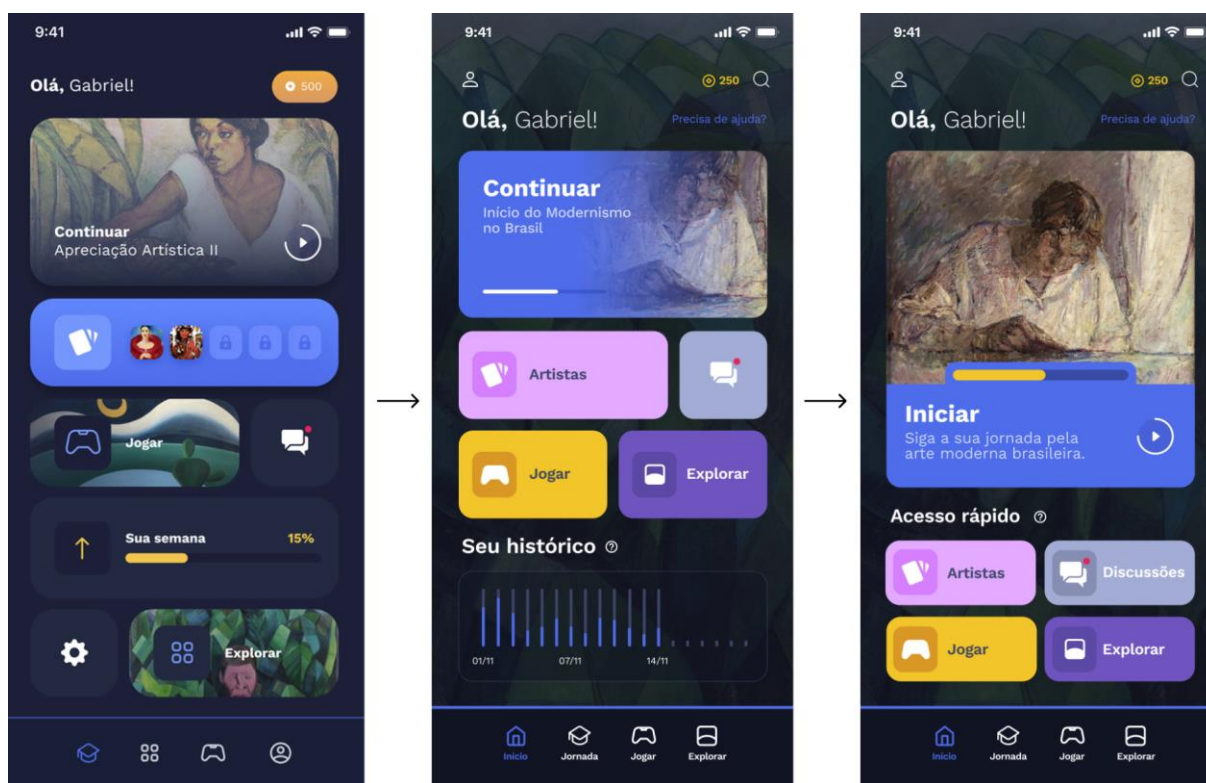 9:41
Olá, Gabriel!
500
Continuar
Apreciação Artística II
Jogar
Sua semana
15%
Explorar
9:41
250
Olá, Gabriel!
Precisa de ajuda?
Continuar
Início do Modernismo
no Brasil
Artistas
Jogar
Explorar
Seu histórico
01/11
07/11
14/11
Início
Jornada
Jogar
Explorar
9:41
250
Olá, Gabriel!
Precisa de ajuda?
Iniciar
Siga a sua jornada pela
arte moderna brasileira.
Acesso rápido
Artistas
Discussões
Jogar
Explorar
Início
Jornada
Jogar
Explorar